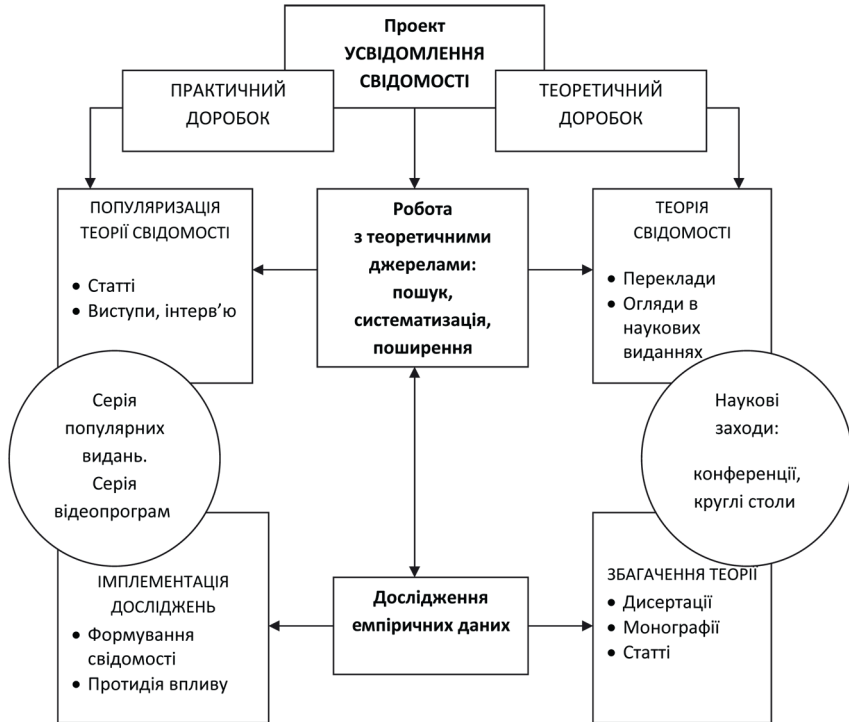 Проект
УСВІДОМЛЕННЯ
СВІДОМОСТІ
ПРАКТИЧНИЙ
ДОРОБОК
ТЕОРЕТИЧНИЙ
ДОРОБОК
ПОПУЛЯРИЗАЦІЯ
ТЕОРІЇ СВІДОМОСТІ
• Статті
• Виступи, інтерв’ю
Робота
з теоретичними
джерелами:
пошук,
систематизація,
поширення
ТЕОРІЯ
СВІДОМОСТІ
• Переклади
• Огляди в
наукових
виданнях
Серія
популярних
видань.
Серія
відеопрограм
Наукові
заходи:
конференції,
круглі столи
ІМПЛЕМЕНТАЦІЯ
ДОСЛІДЖЕНЬ
• Формування
свідомості
• Протидія впливу
Дослідження
емпіричних даних
ЗБАГАЧЕННЯ ТЕОРІЇ
• Дисертації
• Монографії
• Статті